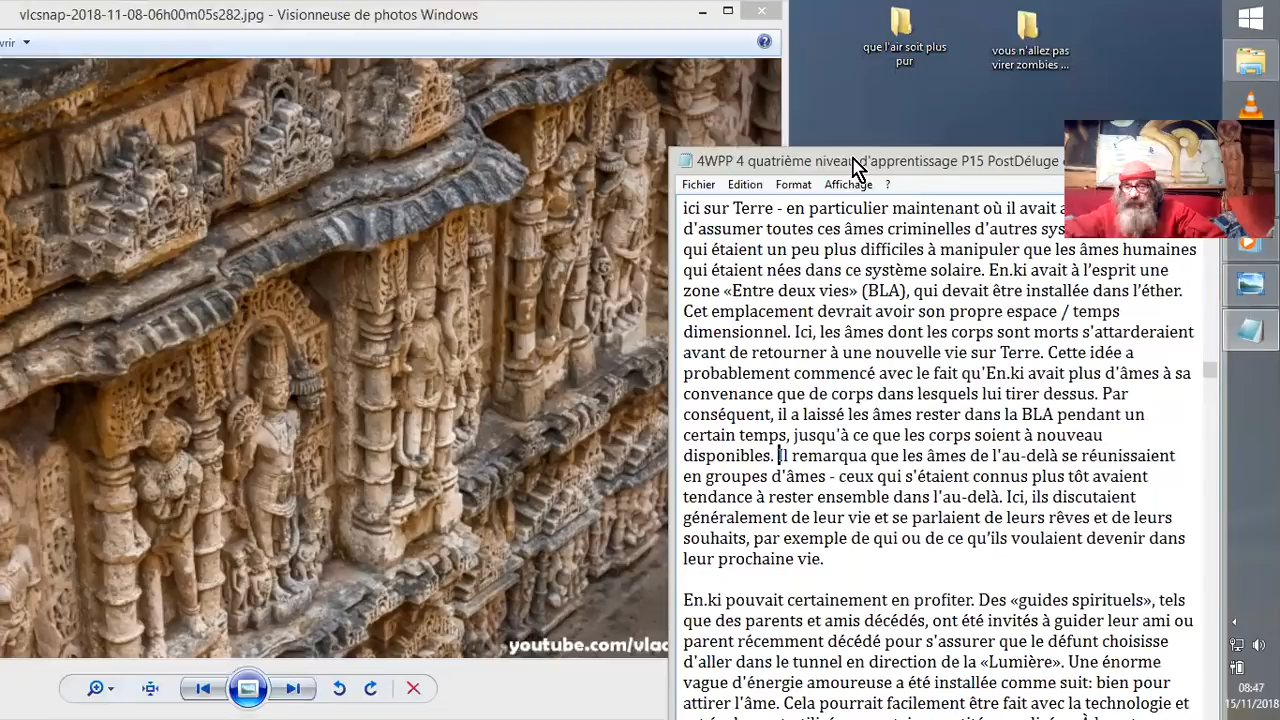 vlcsnap-2018-11-08-06h00m05s282.jpg - Visionneuse de photos Windows
vrir
que l'air soit plus
pur
vous n'allez pas
virer zombies ...
4WPP 4 quatrième niveau d'apprentissage P15 PostDéluge
Fichier Edition Format Affichage ?
ici sur Terre - en particulier maintenant où il avait
d'assumer toutes ces âmes criminelles d'autres sys
qui étaient un peu plus difficiles à manipuler que les âmes humaines
qui étaient nées dans ce système solaire. En.ki avait à l’esprit une
zone «Entre deux vies» (BLA), qui devait être installée dans l’éther.
Cet emplacement devrait avoir son propre espace / temps
dimensionnel. Ici, les âmes dont les corps sont morts s'attarderaient
avant de retourner à une nouvelle vie sur Terre. Cette idée a
probablement commencé avec le fait qu'En.ki avait plus d'âmes à sa
convenance que de corps dans lesquels lui tirer dessus. Par
conséquent, il a laissé les âmes rester dans la BLA pendant un
certain temps, jusqu'à ce que les corps soient à nouveau
disponibles. Il remarqua que les âmes de l'au-delà se réunissaient
en groupes d'âmes - ceux qui s'étaient connus plus tôt avaient
tendance à rester ensemble dans l'au-delà. Ici, ils discutaient
généralement de leur vie et se parlaient de leurs rêves et de leurs
souhaits, par exemple de qui ou de ce qu’ils voulaient devenir dans
leur prochaine vie.
En.ki pouvait certainement en profiter. Des «guides spirituels», tels
que des parents et amis décédés, ont été invités à guider leur ami ou
parent récemment décédé pour s'assurer que le défunt choisisse
d'aller dans le tunnel en direction de la «Lumière». Une énorme
vague d'énergie amoureuse a été installée comme suit: bien pour
attirer l'âme. Cela pourrait facilement être fait avec la technologie et
youtube.com/vlad
08:47
15/11/2018